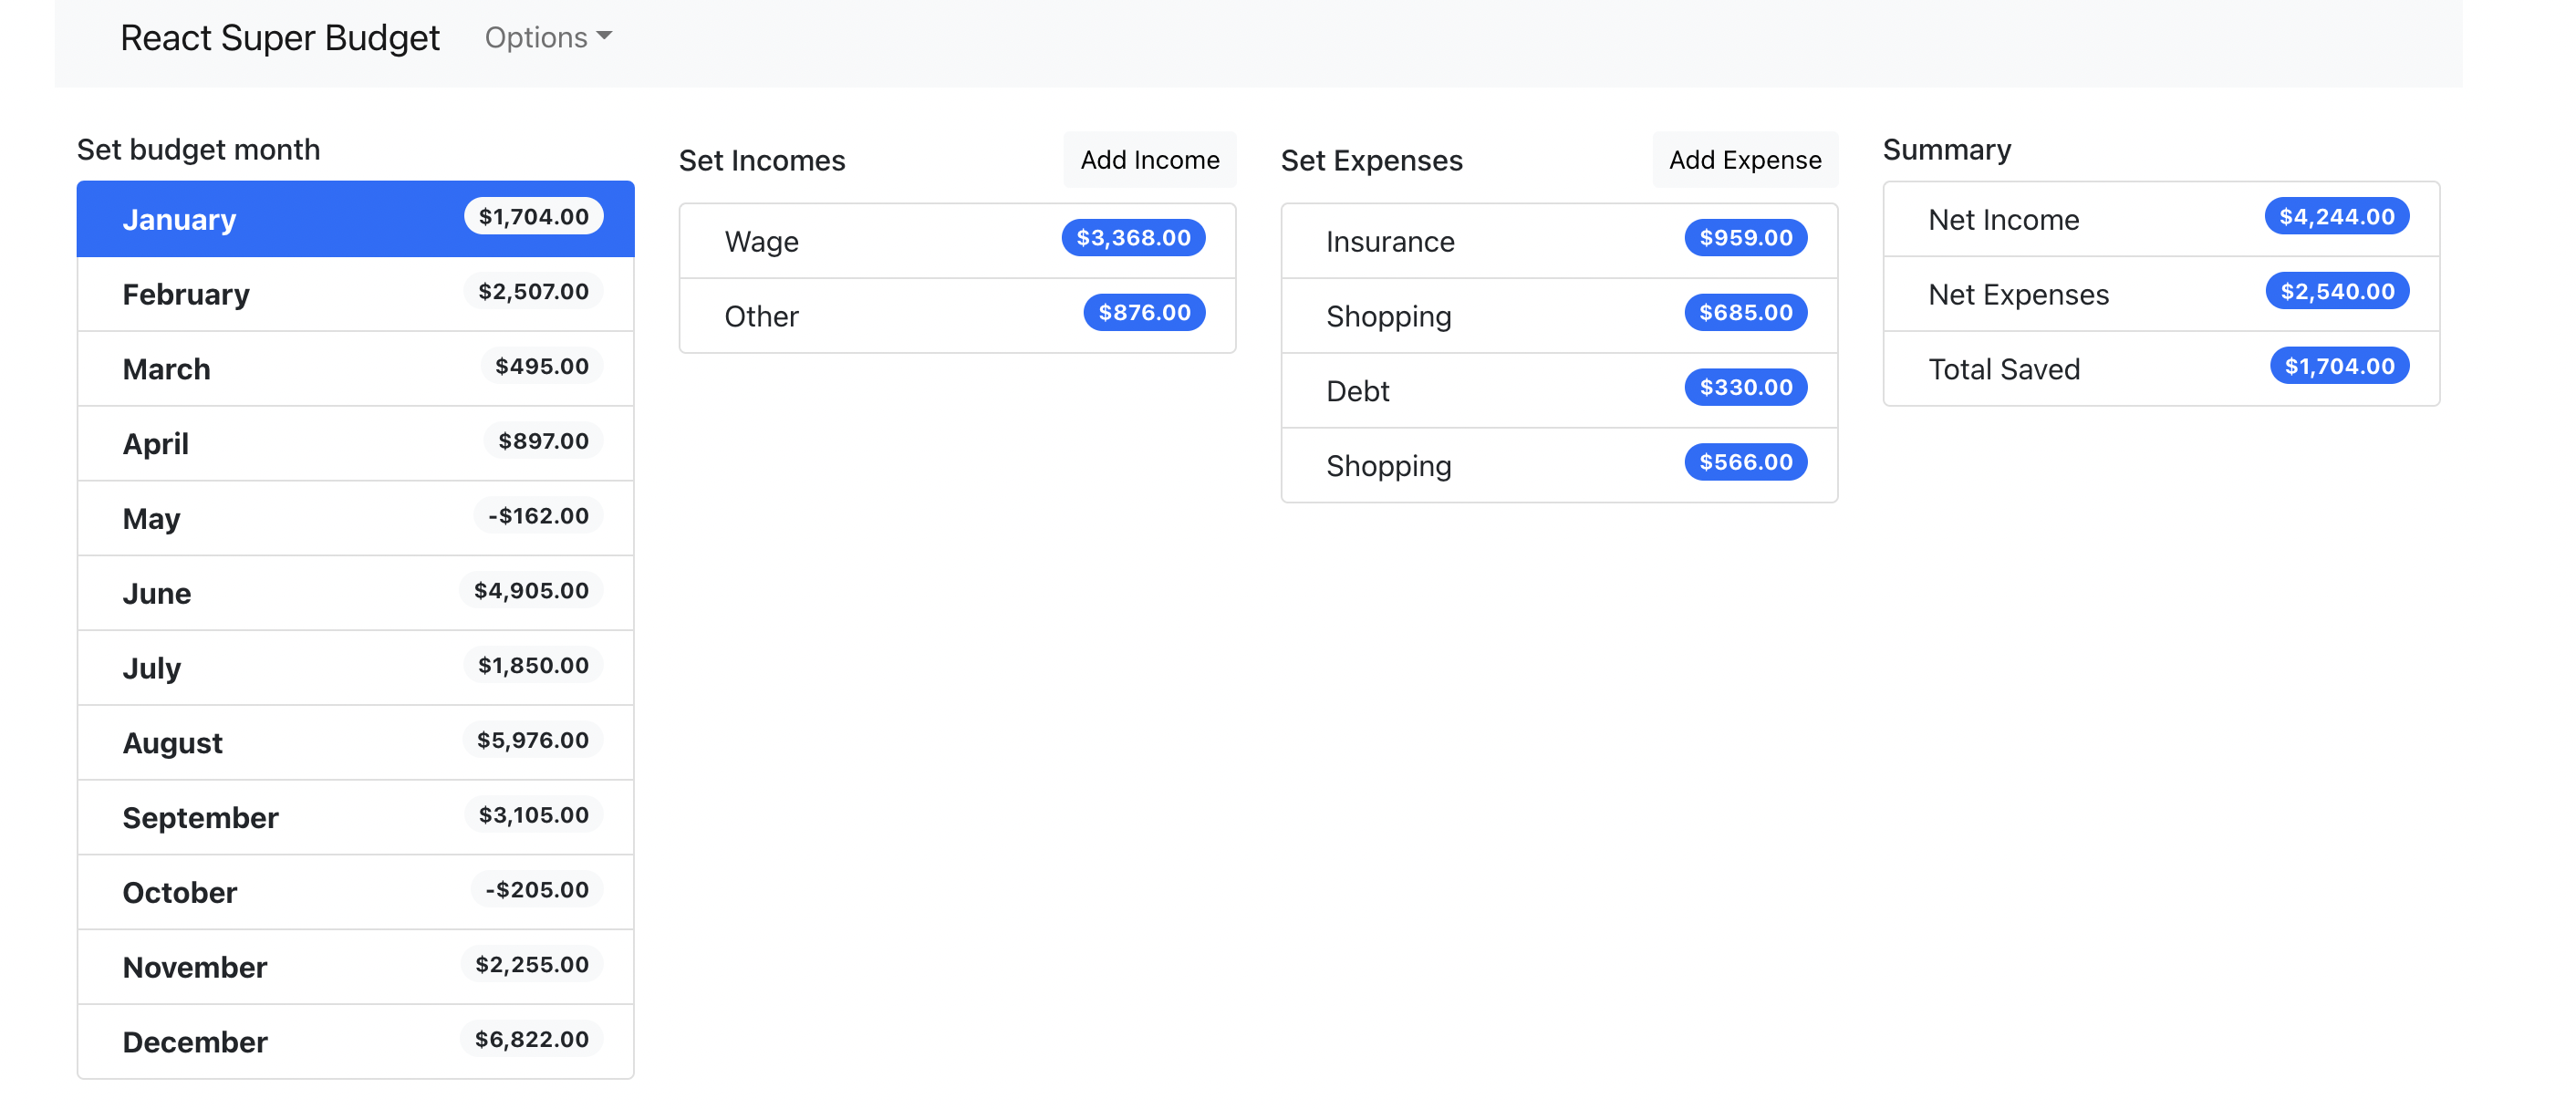 React Super Budget Options
Set budget month
January $1,704.00
February $2,507.00
March $495.00
April $897.00
May -$162.00
June $4,905.00
July $1,850.00
August $5,976.00
September $3,105.00
October -$205.00
November $2,255.00
December $6,822.00
Set Incomes Add Income
Wage $3,368.00
Other $876.00
Set Expenses Add Expense
Insurance $959.00
Shopping $685.00
Debt $330.00
Shopping $566.00
Summary
Net Income $4,244.00
Net Expenses $2,540.00
Total Saved $1,704.00